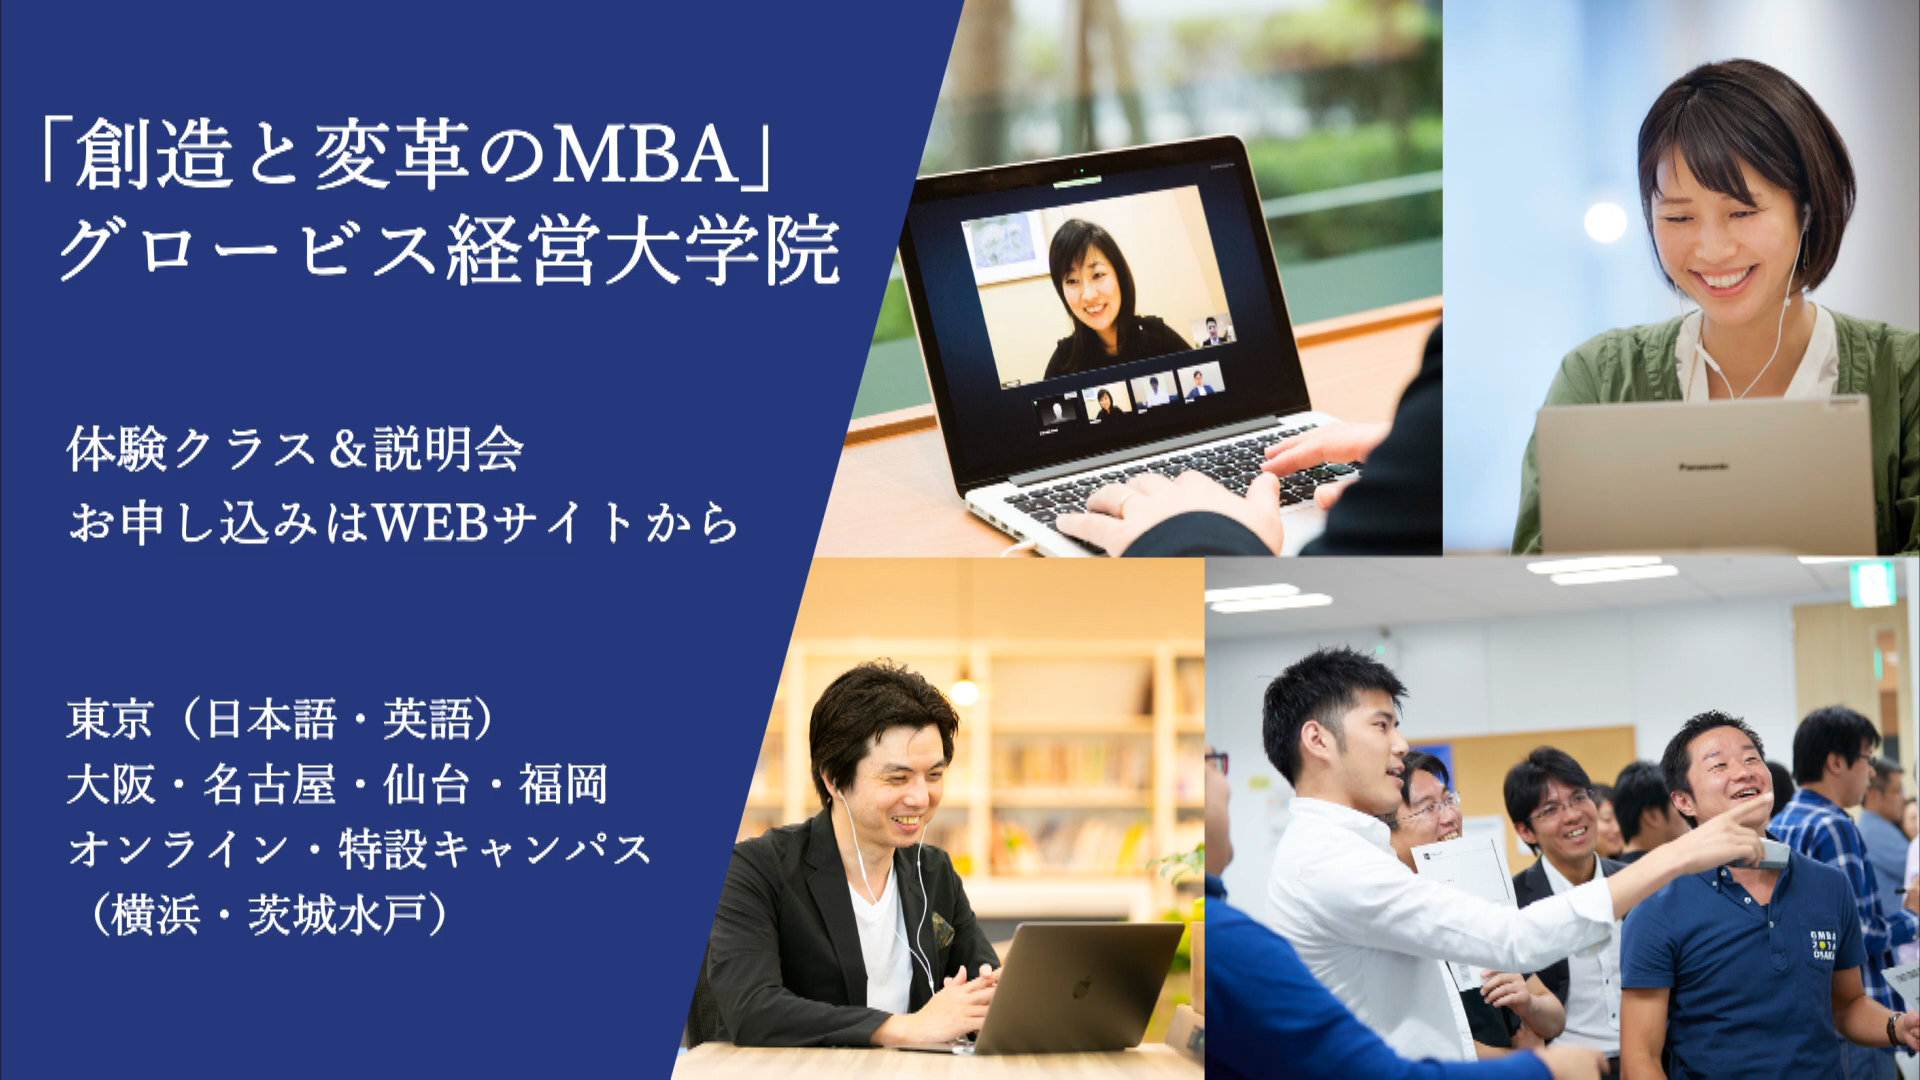 「創造と変革のMBA」
グロービス経営大学院
体験クラス＆説明会
お申し込みはWEBサイトから
東京（日本語・英語）
大阪・名古屋・仙台・福岡
オンライン・特設キャンパス
（横浜・茨城水戸）
Panasonic
GMBA
OSAKA